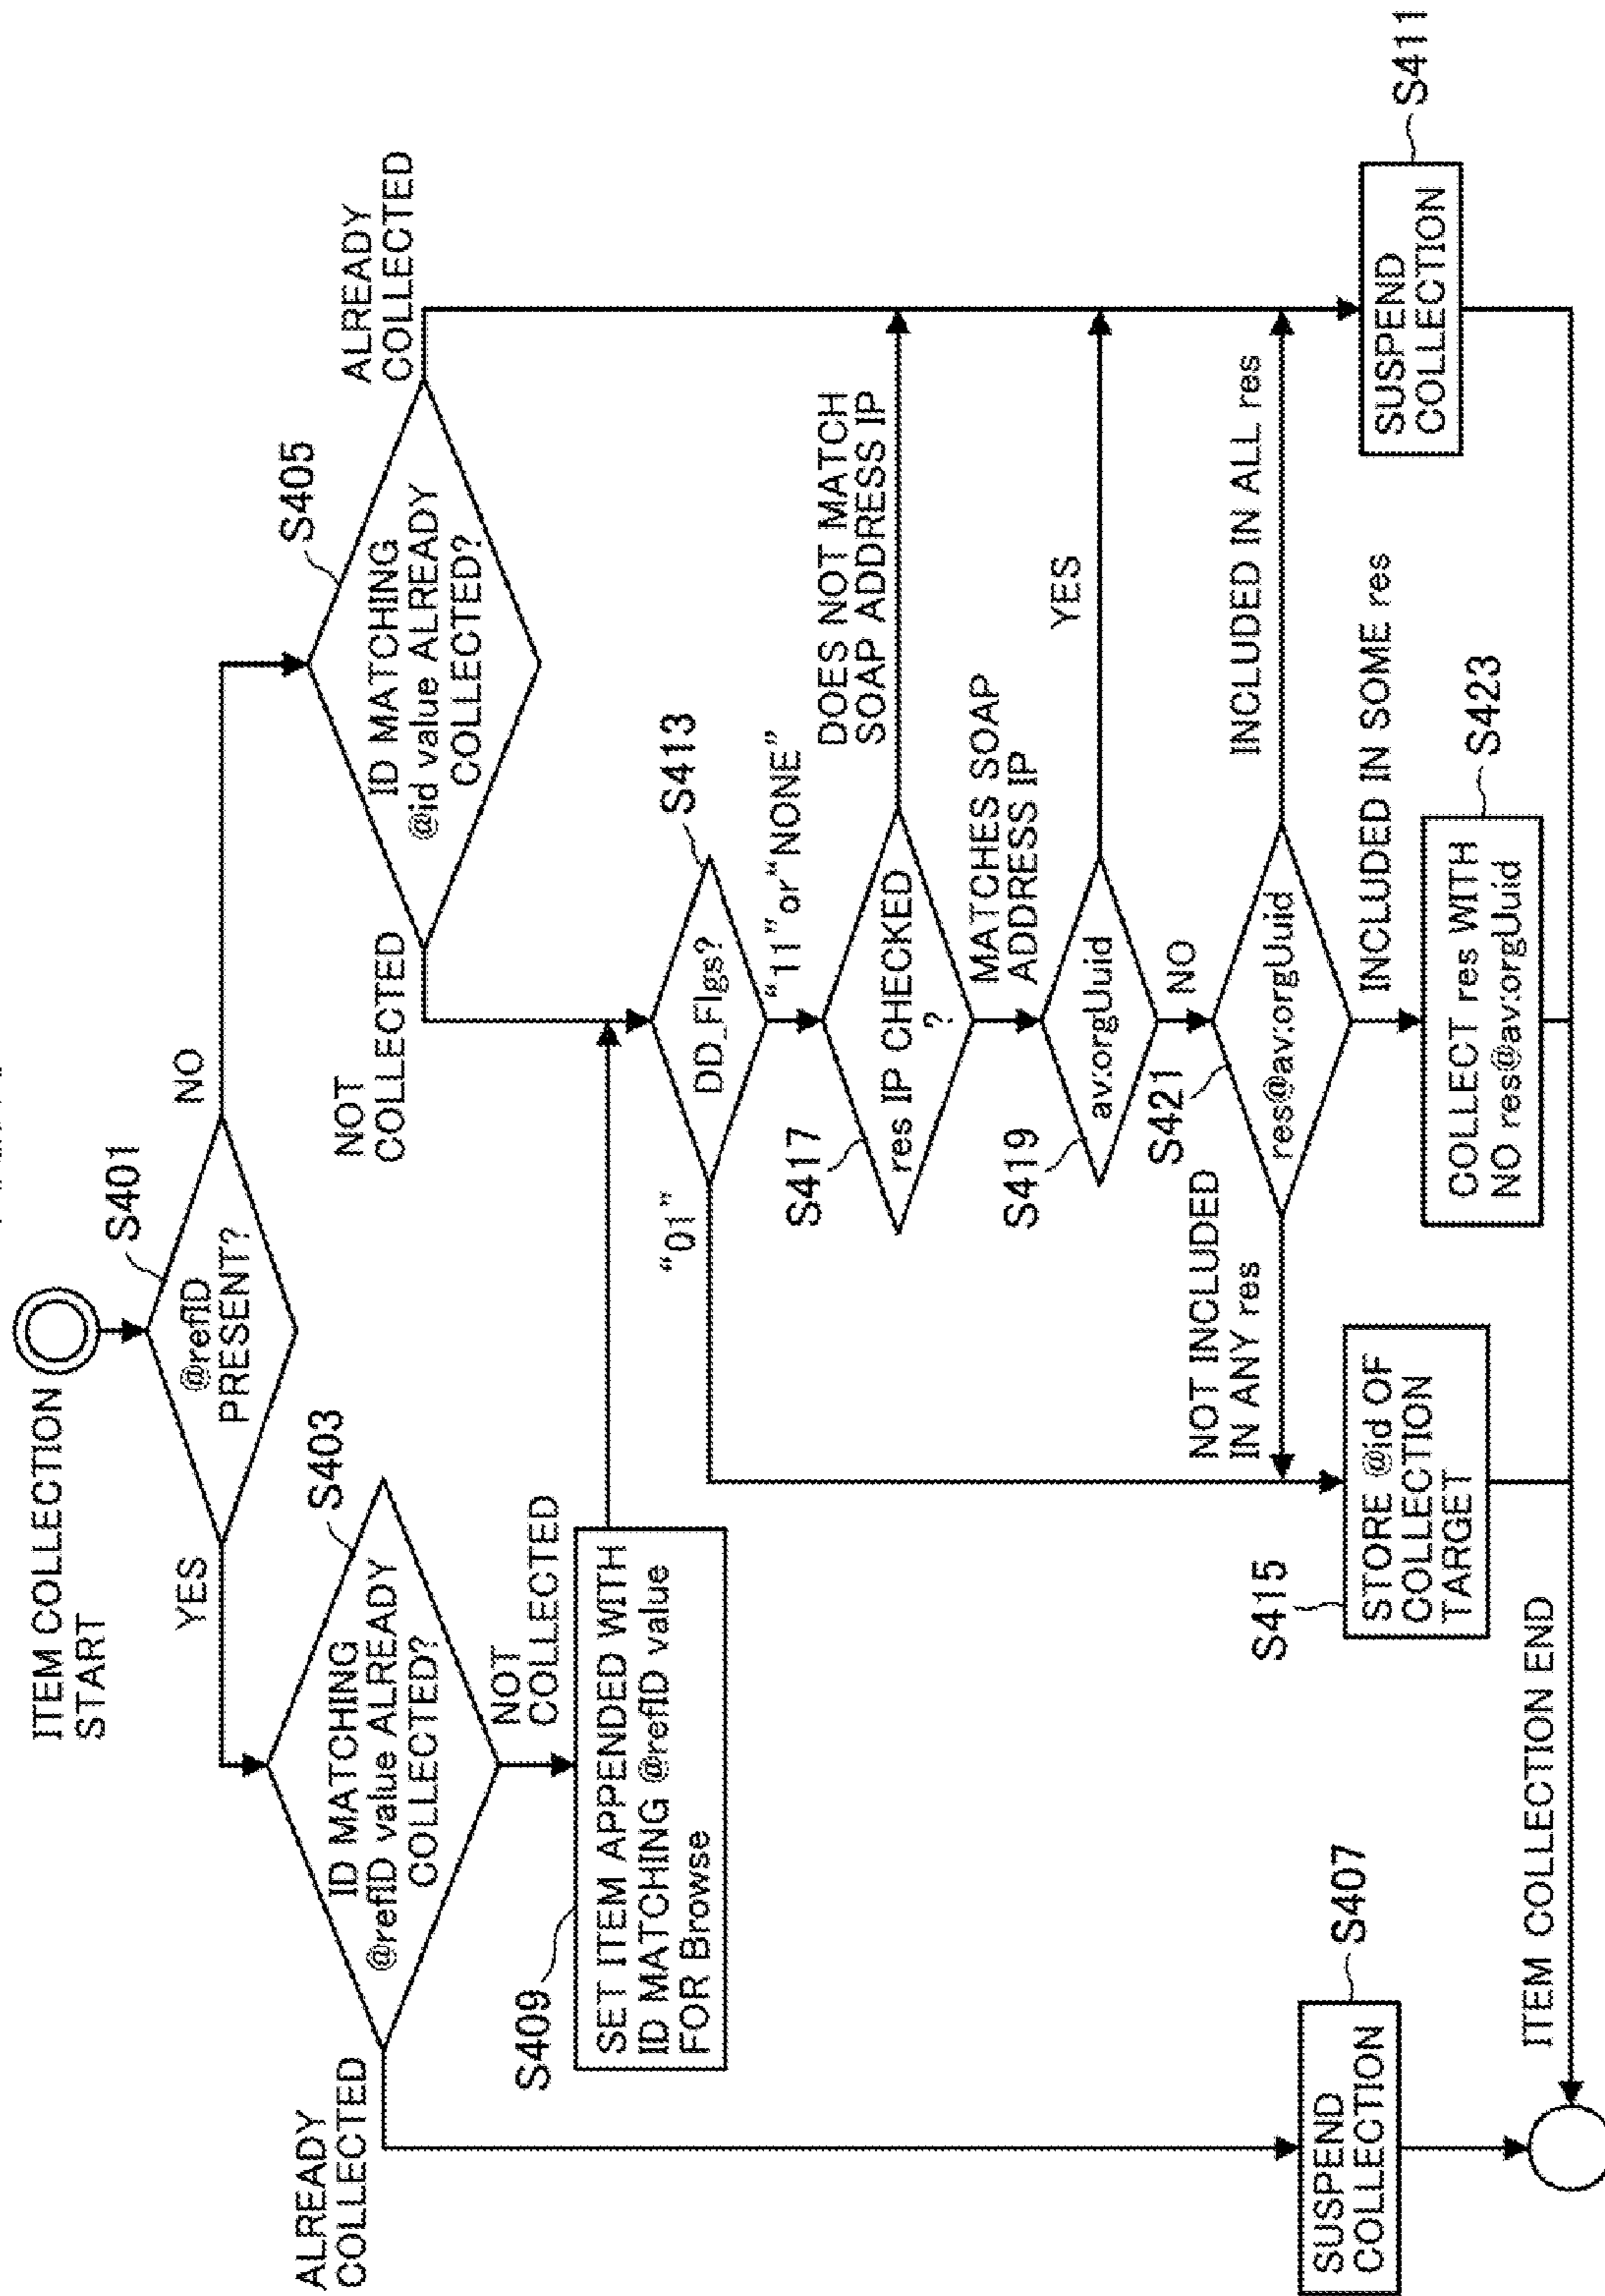 ITEM COLLECTION
START
S401
@refID
PRESENT?
YES
NO
S403
ID MATCHING
@refID value ALREADY
COLLECTED?
S405
ID MATCHING
@id value ALREADY
COLLECTED?
ALREADY
COLLECTED
NOT
COLLECTED
NOT
COLLECTED
ALREADY
COLLECTED
S409
SET ITEM APPENDED WITH
ID MATCHING @refID value
FOR Browse
S413
DD_Flgs?
"01"
"11"or"NONE"
S417
res IP CHECKED
?
DOES NOT MATCH
SOAP ADDRESS IP
MATCHES SOAP
ADDRESS IP
S419
av:orgUuid
YES
NO
S421
res@av:orgUuid
NOT INCLUDED
IN ANY res
INCLUDED IN ALL res
INCLUDED IN SOME res
S407
SUSPEND
COLLECTION
S415
STORE @id OF
COLLECTION
TARGET
S423
COLLECT res WITH
NO res@av:orgUuid
S411
SUSPEND
COLLECTION
ITEM COLLECTION END